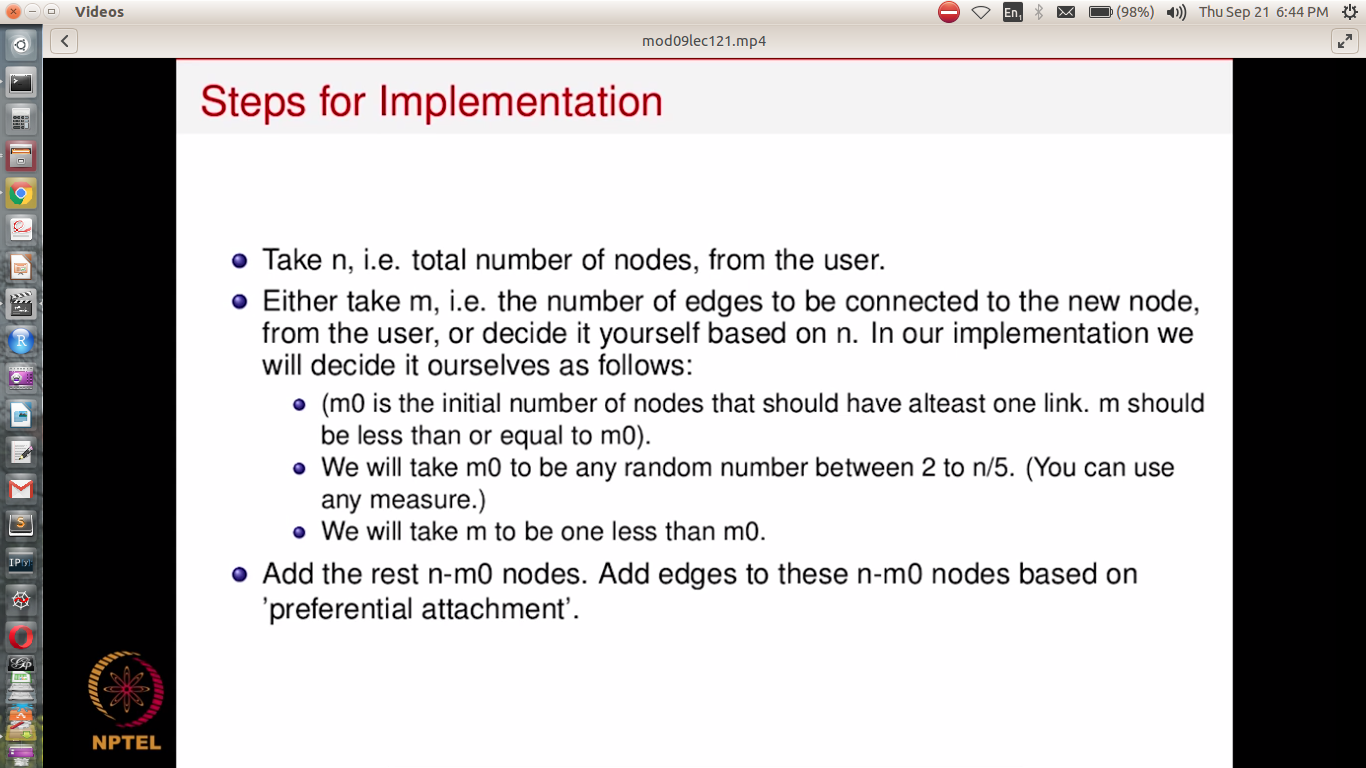 Videos
En1
(98%)
Thu Sep 21 6:44 PM
mod09lec121.mp4
Steps for Implementation
Take n, i.e. total number of nodes, from the user.
Either take m, i.e. the number of edges to be connected to the new node,
from the user, or decide it yourself based on n. In our implementation we
will decide it ourselves as follows:
(m0 is the initial number of nodes that should have alteast one link. m should
be less than or equal to m0).
We will take m0 to be any random number between 2 to n/5. (You can use
any measure.)
We will take m to be one less than m0.
Add the rest n-m0 nodes. Add edges to these n-m0 nodes based on
'preferential attachment'.
R
S
IP[y]:
NPTEL